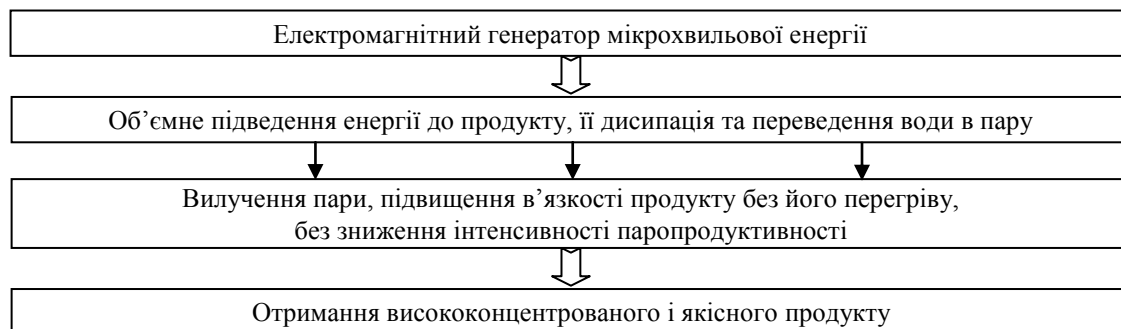 Електромагнітний генератор мікрохвильової енергії
Об’ємне підведення енергії до продукту, її дисипація та переведення води в пару
Вилучення пари, підвищення в’язкості продукту без його перегріву,
без зниження інтенсивності паропродуктивності
Отримання висококонцентрованого і якісного продукту